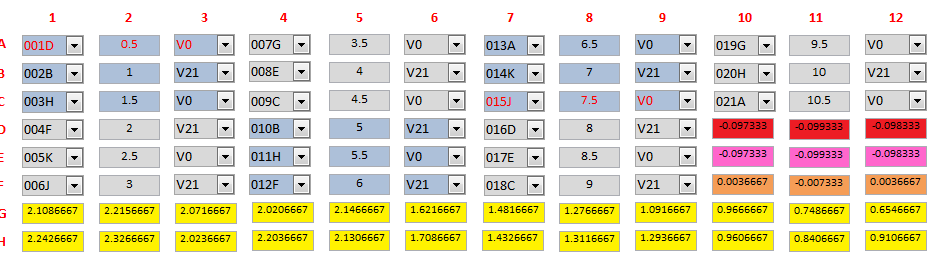 1 2 3 4 5 6 7 8 9 10 11 12
A 001D 0.5 V0 007G 3.5 V0 013A 6.5 V0 019G 9.5 V0
B 002B 1 V21 008E 4 V21 014K 7 V21 020H 10 V21
C 003H 1.5 V0 009C 4.5 V0 015J 7.5 V0 021A 10.5 V0
D 004F 2 V21 010B 5 V21 016D 8 V21 -0.097333 -0.099333 -0.098333
E 005K 2.5 V0 011H 5.5 V0 017E 8.5 V0 -0.097333 -0.099333 -0.098333
F 006J 3 V21 012F 6 V21 018C 9 V21 0.0036667 -0.007333 0.0036667
G 2.1086667 2.2156667 2.0716667 2.0206667 2.1466667 1.6216667 1.4816667 1.2766667 1.0916667 0.9666667 0.7486667 0.6546667
H 2.2426667 2.3266667 2.0236667 2.2036667 2.1306667 1.7086667 1.4326667 1.3116667 1.2936667 0.9606667 0.8406667 0.9106667